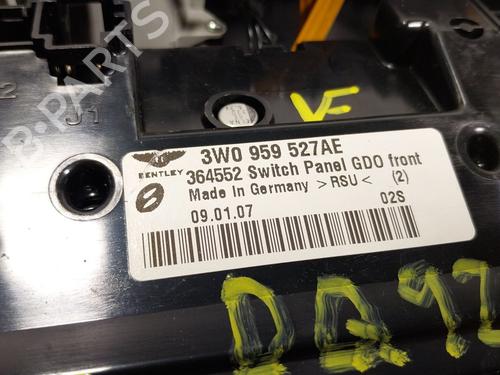 2
J1
VF
BENTLEY
3W0 959 527AE
364552 Switch Panel GDO front
Made in Germany >RSU< (2)
8
09.01.07
02S
B-PARTS